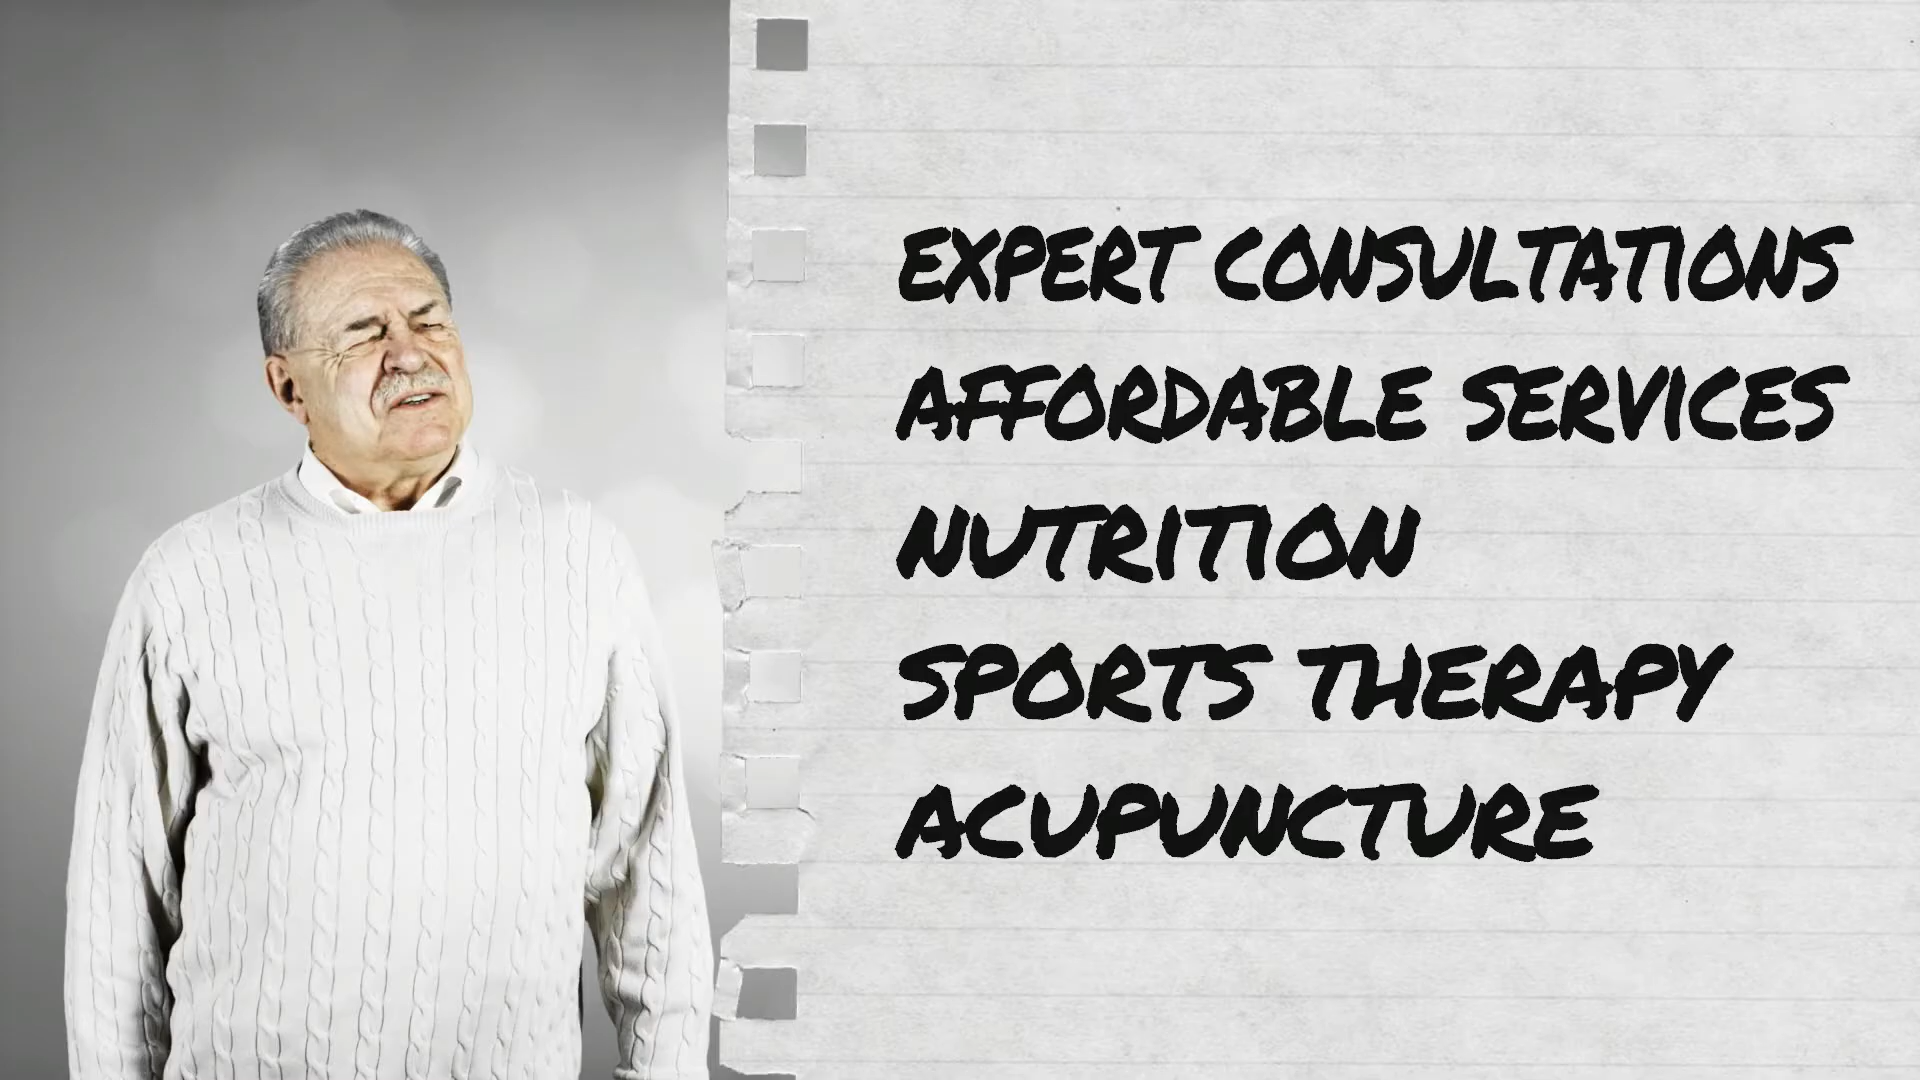 EXPERT CONSULTATIONS
AFFORDABLE SERVICES
NUTRITION
SPORTS THERAPY
ACUPUNCTURE